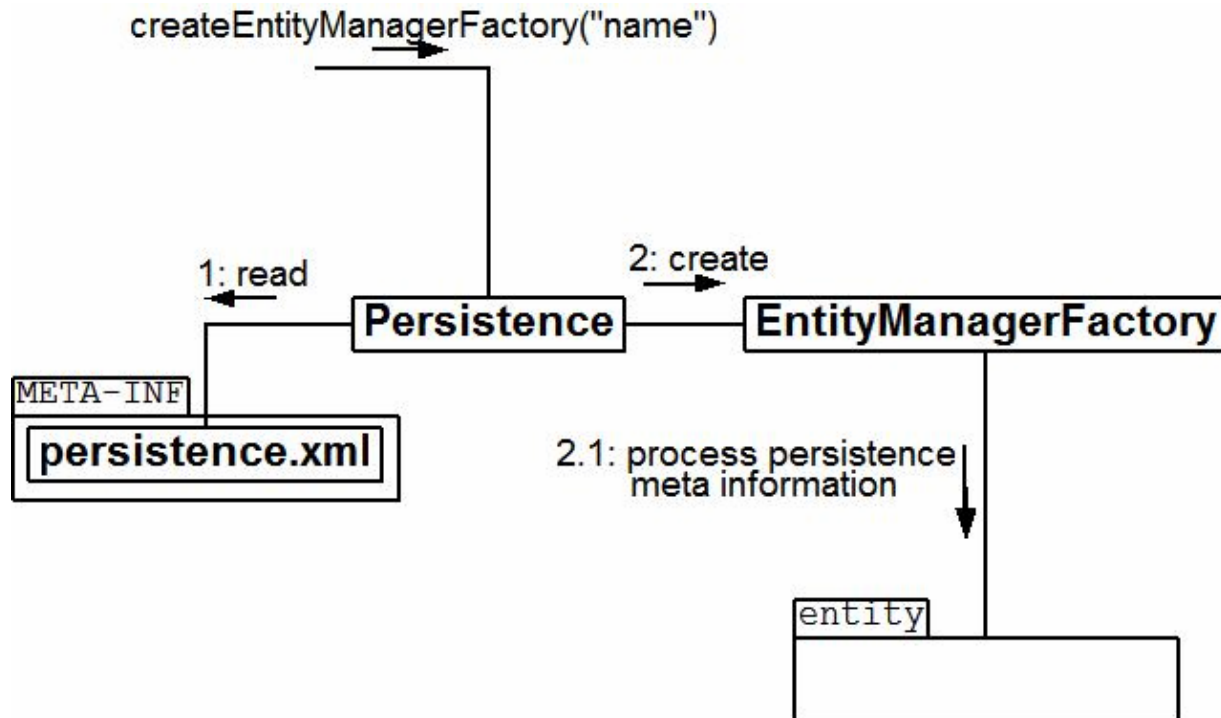 createEntityManagerFactory("name")
1: read
2: create
Persistence
EntityManagerFactory
META-INF
persistence.xml
2.1: process persistence
meta information
entity